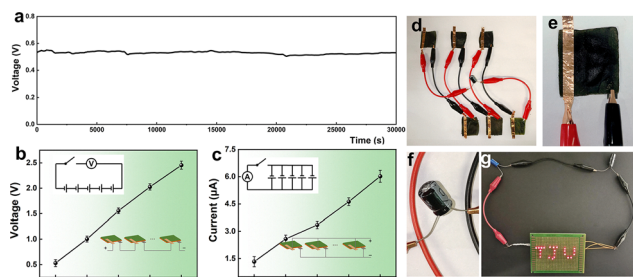 a
Voltage (V)
0.8
0.6
0.4
0.2
0.0
0
5000
10000
15000
20000
25000
30000
Time (s)
b
Voltage (V)
2.5
2.0
1.5
1.0
0.5
V
+
−
c
Current (μA)
7.5
6.0
4.5
3.0
1.5
A
+
−
d
e
f
g
TJU